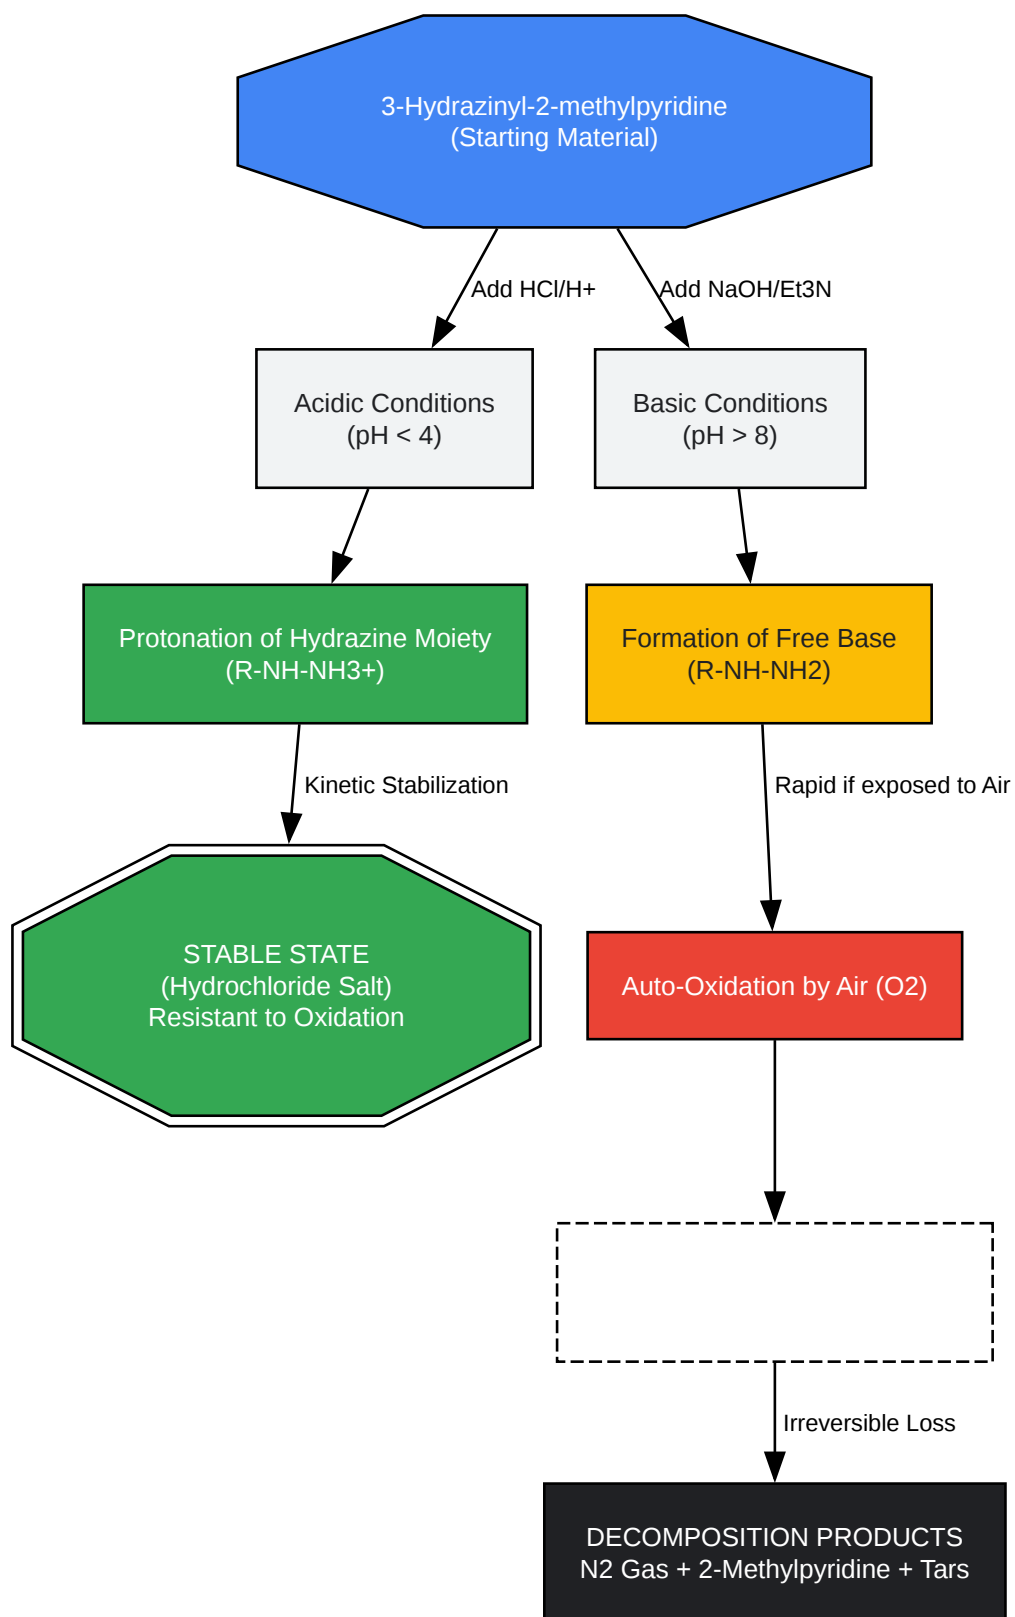 3-Hydrazinyl-2-methylpyridine
(Starting Material)
Add HCl/H+
Add NaOH/Et3N
Acidic Conditions
(pH < 4)
Basic Conditions
(pH > 8)
Protonation of Hydrazine Moiety
(R-NH-NH3+)
Formation of Free Base
(R-NH-NH2)
Kinetic Stabilization
Rapid if exposed to Air
STABLE STATE
(Hydrochloride Salt)
Resistant to Oxidation
Auto-Oxidation by Air (O2)
Irreversible Loss
DECOMPOSITION PRODUCTS
N2 Gas + 2-Methylpyridine + Tars